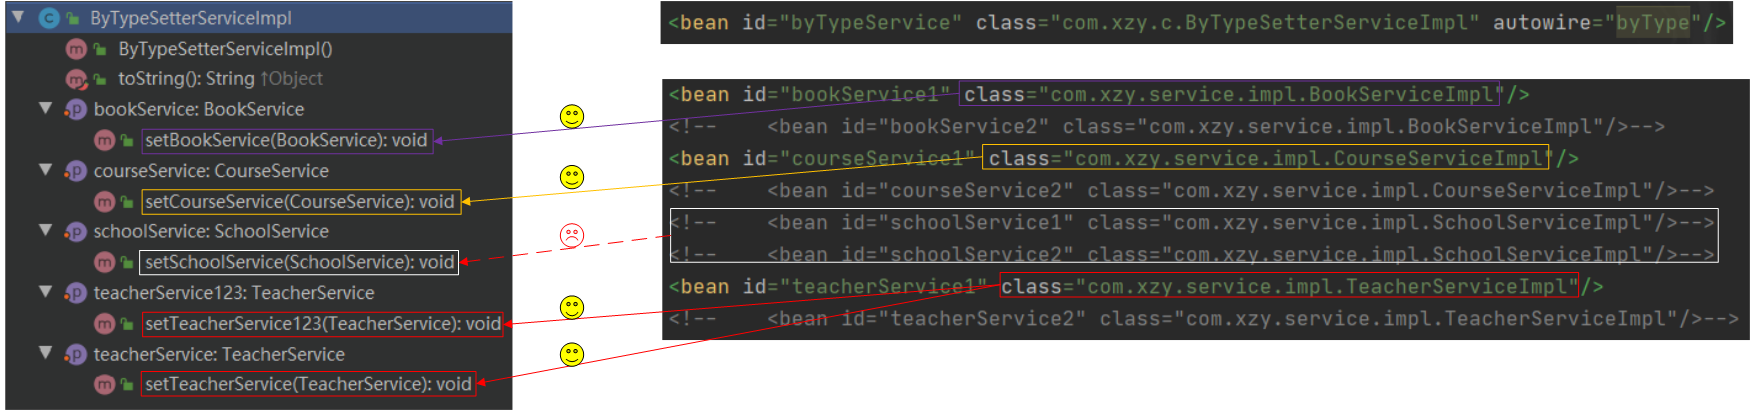 ByTypeSetterServiceImpl
ByTypeSetterServiceImpl()
toString(): String ↑Object
bookService: BookService
setBookService(BookService): void
courseService: CourseService
setCourseService(CourseService): void
schoolService: SchoolService
setSchoolService(SchoolService): void
teacherService123: TeacherService
setTeacherService123(TeacherService): void
teacherService: TeacherService
setTeacherService(TeacherService): void
<bean id="byTypeService" class="com.xzy.c.ByTypeSetterServiceImpl" autowire="byType"/>
<bean id="bookService1" class="com.xzy.service.impl.BookServiceImpl"/>
<!--    <bean id="bookService2" class="com.xzy.service.impl.BookServiceImpl"/>-->
<bean id="courseService1" class="com.xzy.service.impl.CourseServiceImpl"/>
<!--    <bean id="courseService2" class="com.xzy.service.impl.CourseServiceImpl"/>-->
<!--    <bean id="schoolService1" class="com.xzy.service.impl.SchoolServiceImpl"/>-->
<!--    <bean id="schoolService2" class="com.xzy.service.impl.SchoolServiceImpl"/>-->
<bean id="teacherService1" class="com.xzy.service.impl.TeacherServiceImpl"/>
<!--    <bean id="teacherService2" class="com.xzy.service.impl.TeacherServiceImpl"/>-->